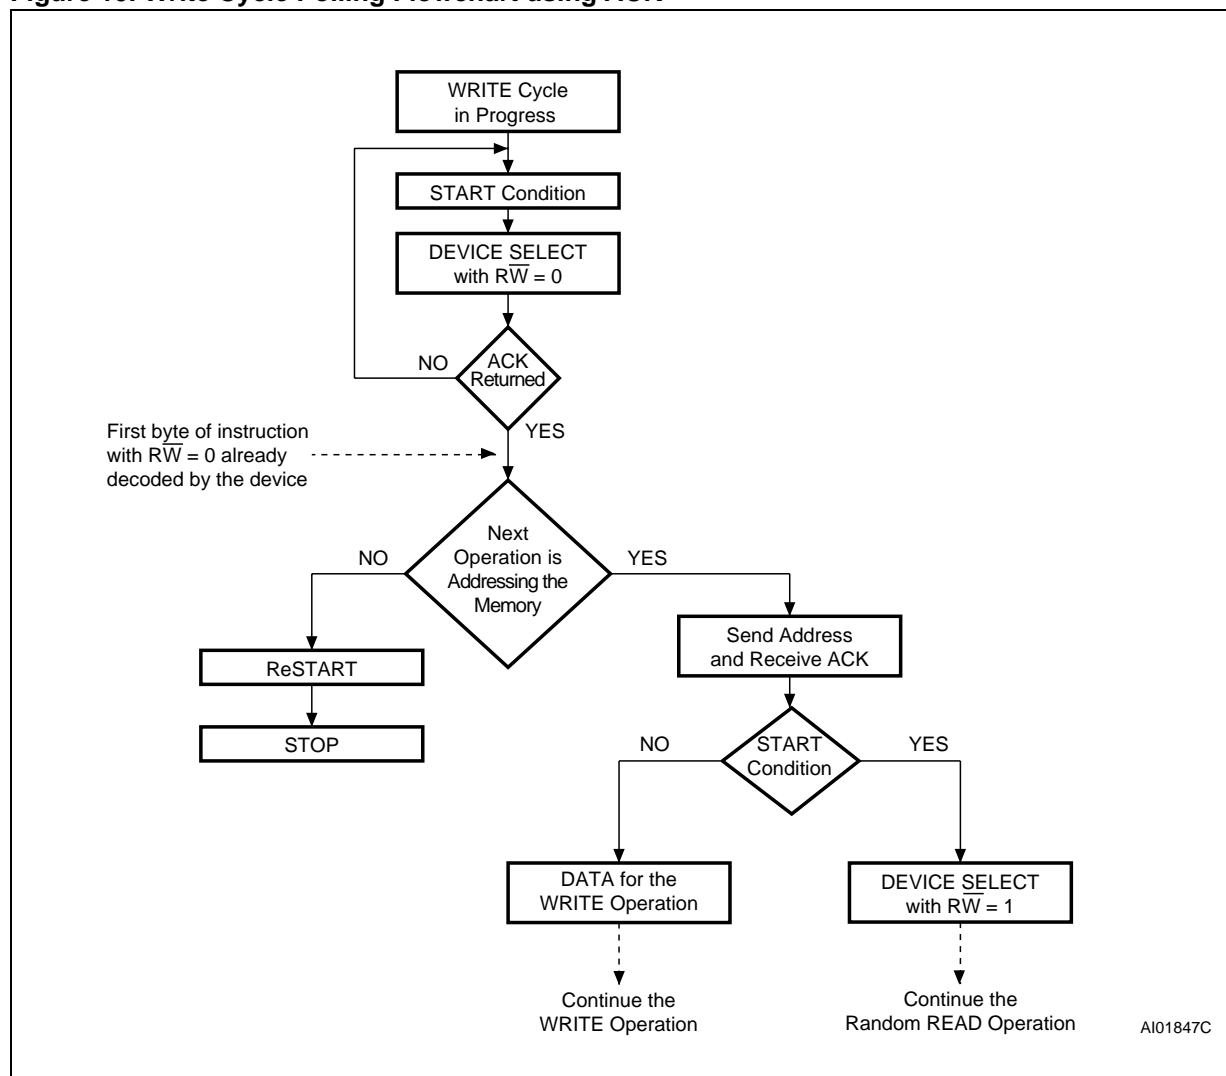 WRITE Cycle
in Progress
START Condition
DEVICE SELECT
with RW̅ = 0
NO
ACK
Returned
YES
First byte of instruction
with RW̅ = 0 already
decoded by the device
NO
Next
Operation is
Addressing the
Memory
YES
Send Address
and Receive ACK
ReSTART
STOP
NO
START
Condition
YES
DATA for the
WRITE Operation
DEVICE SELECT
with RW̅ = 1
Continue the
WRITE Operation
Continue the
Random READ Operation
AI01847C